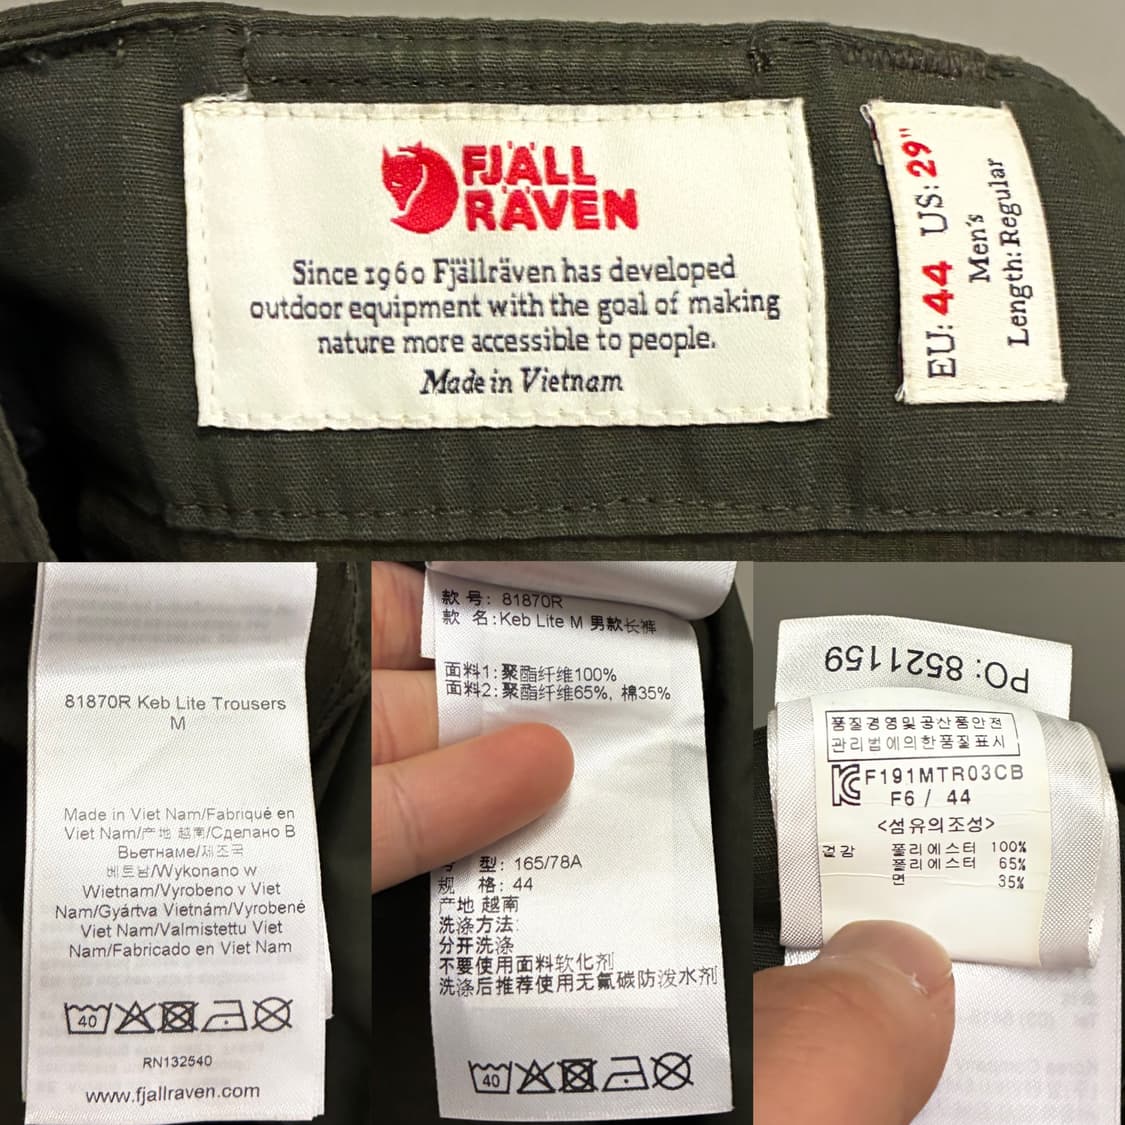 FJÄLL
RÄVEN
Since 1960 Fjällräven has developed
outdoor equipment with the goal of making
nature more accessible to people.
Made in Vietnam
EU: 44 US: 29"
Men's
Length: Regular
81870R Keb Lite Trousers
M
Made in Viet Nam/Fabriqué en
Viet Nam/产地 越南/Сделано В
Вьетнаме/제조국
베트남/Wykonano w
Wietnam/Vyrobeno v Viet
Nam/Gyártva Vietnám/Vyrobené
Viet Nam/Valmistettu Viet
Nam/Fabricado en Viet Nam
40
RN132540
www.fjallraven.com
款 号: 81870R
款 名:Keb Lite M 男款长裤
面料1: 聚酯纤维100%
面料2: 聚酯纤维65%, 棉35%
型: 165/78A
规 格: 44
产地 越南
洗涤方法:
分开洗涤
不要使用面料软化剂
洗涤后推荐使用无氟碳防泼水剂
40
PO: 8521159
품질경영및공산품안전
관리법에의한품질표시
F191MTR03CB
F6 / 44
<섬유의조성>
겉감 폴리에스터 100%
폴리에스터 65%
면 35%